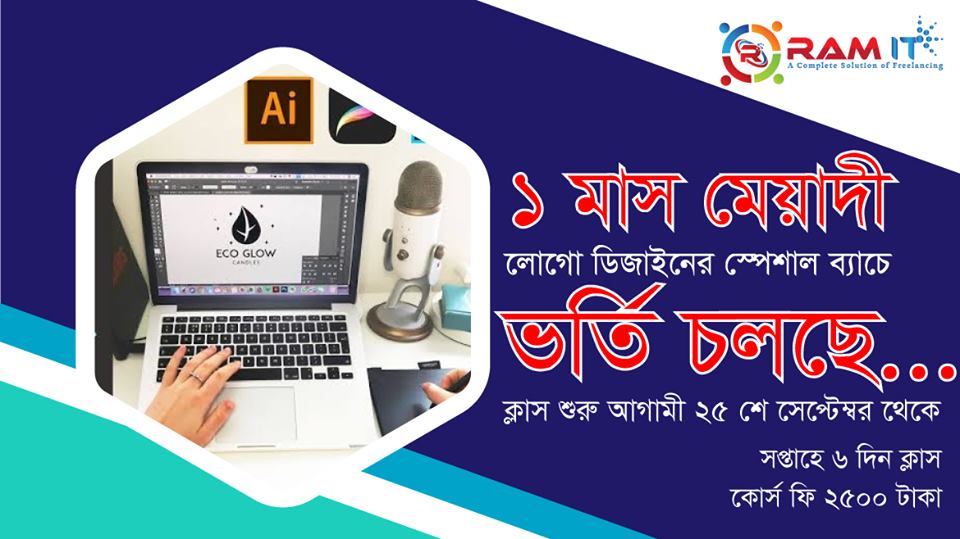 RAM IT
A Complete Solution of Freelancing
Ai
ECO GLOW
CANDLES
১ মাস মেয়াদী
লোগো ডিজাইনের স্পেশাল ব্যাচে
ভর্তি চলছে...
ক্লাস শুরু আগামী ২৫ শে সেপ্টেম্বর থেকে
সপ্তাহে ৬ দিন ক্লাস
কোর্স ফি ২৫০০ টাকা